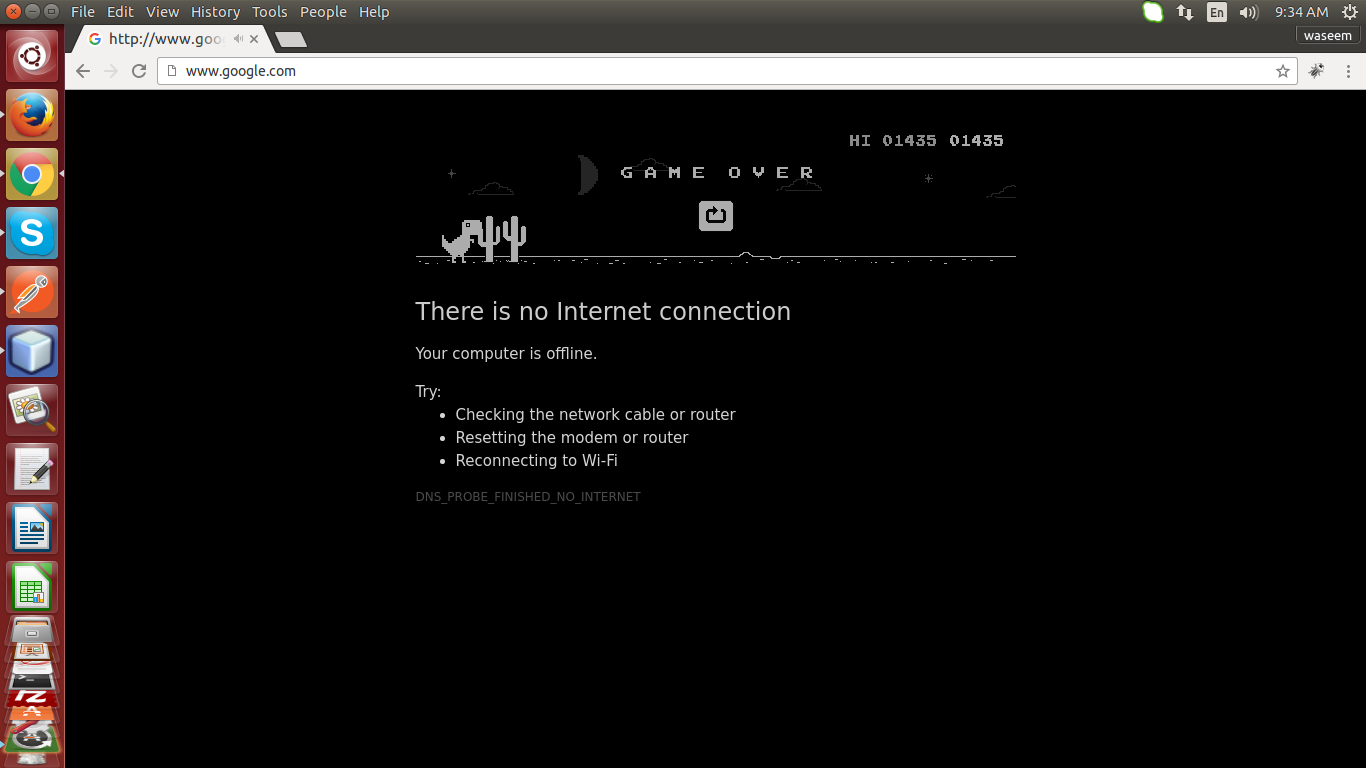 File Edit View History Tools People Help
En 9:34 AM
http://www.goo
waseem
www.google.com
HI 01435 01435
GAME OVER
There is no Internet connection
Your computer is offline.
Try:
Checking the network cable or router
Resetting the modem or router
Reconnecting to Wi-Fi
DNS_PROBE_FINISHED_NO_INTERNET